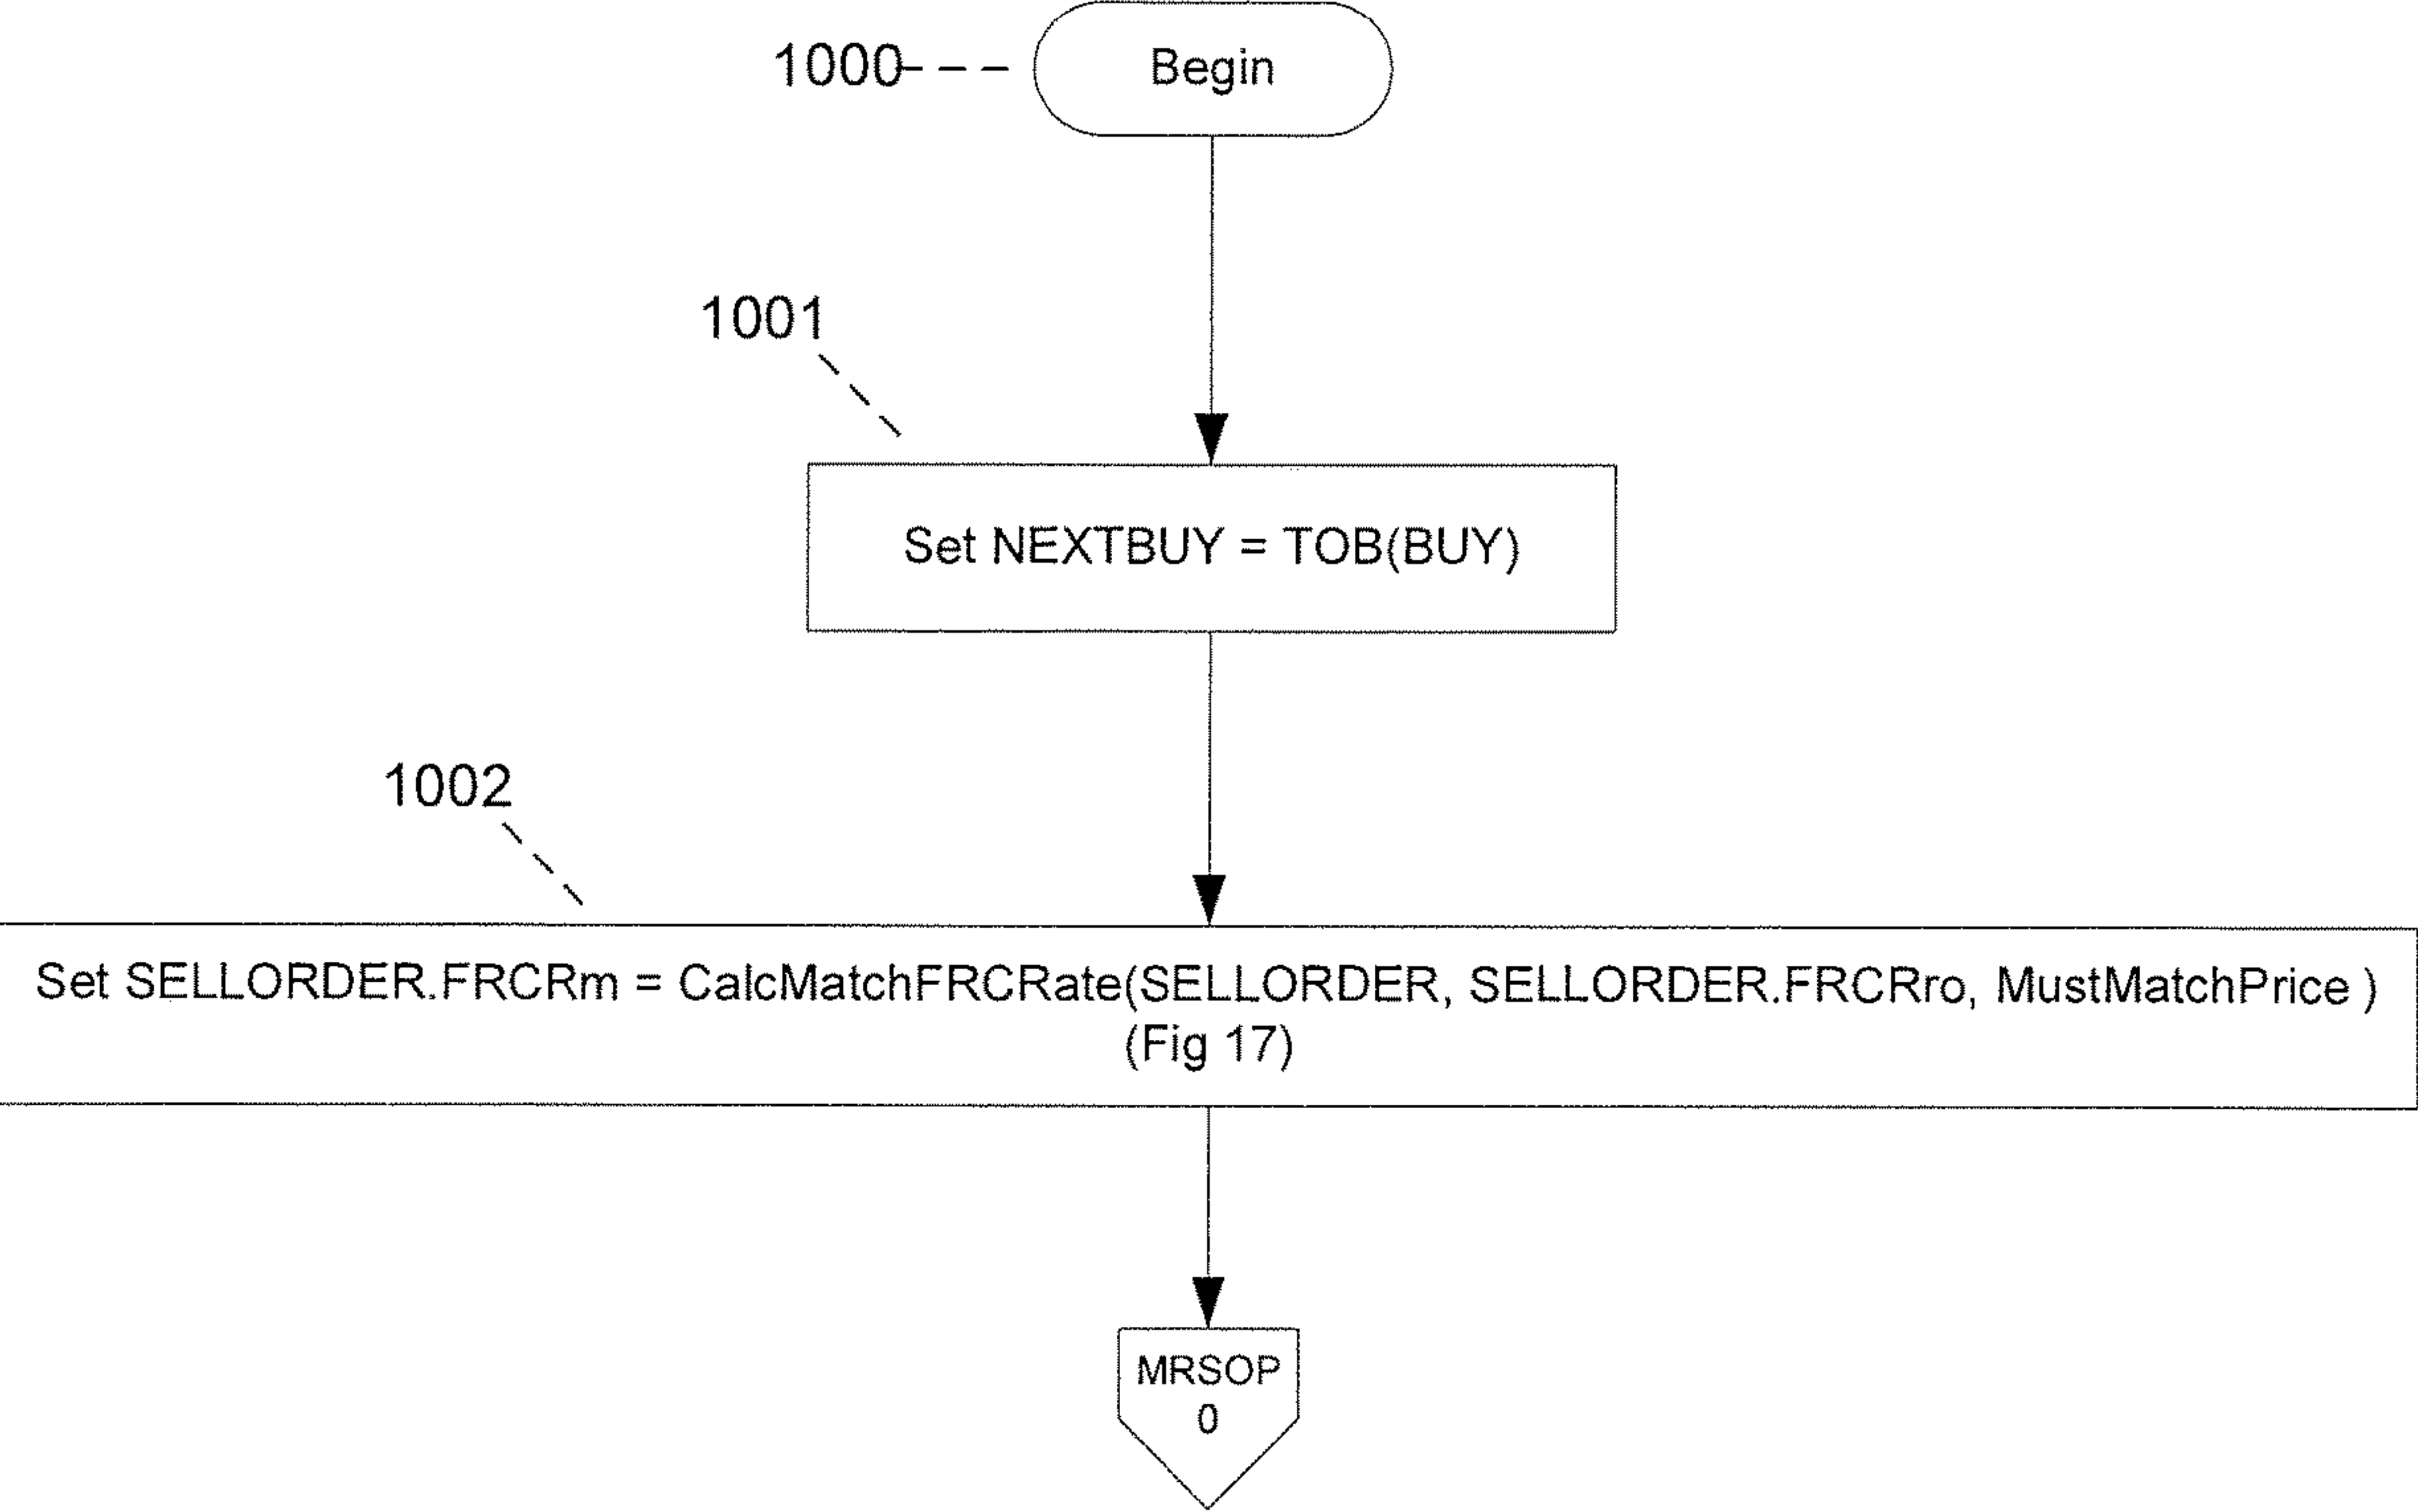 1000
Begin
1001
Set NEXTBUY = TOB(BUY)
1002
Set SELLORDER.FRCRm = CalcMatchFRCRate(SELLORDER, SELLORDER.FRCRro, MustMatchPrice )
(Fig 17)
MRSOP
0